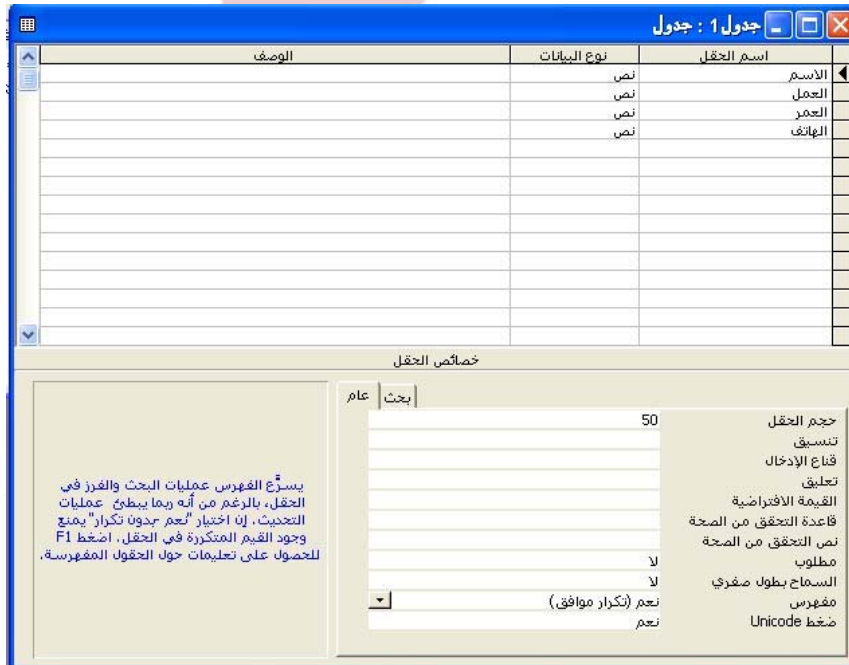 جدول1 : جدول
اسم الحقل نوع البيانات الوصف
الاسم نص
العمل نص
العمر نص
الهاتف نص
خصائص الحقل
بحث عام
حجم الحقل 50
تنسيق
قناع الإدخال
تعليق
القيمة الافتراضية
قاعدة التحقق من الصحة
نص التحقق من الصحة
مطلوب لا
السماح بطول صفري لا
مفهرس نعم (تكرار موافق)
ضغط Unicode نعم
يسرَّع الفهرس عمليات البحث والفرز في
الحقل، بالرغم من أنه ربما يبطئ عمليات
التحديث. إن اختيار "نعم -بدون تكرار" يمنع
وجود القيم المتكررة في الحقل. اضغط F1
للحصول على تعليمات حول الحقول المفهرسة.